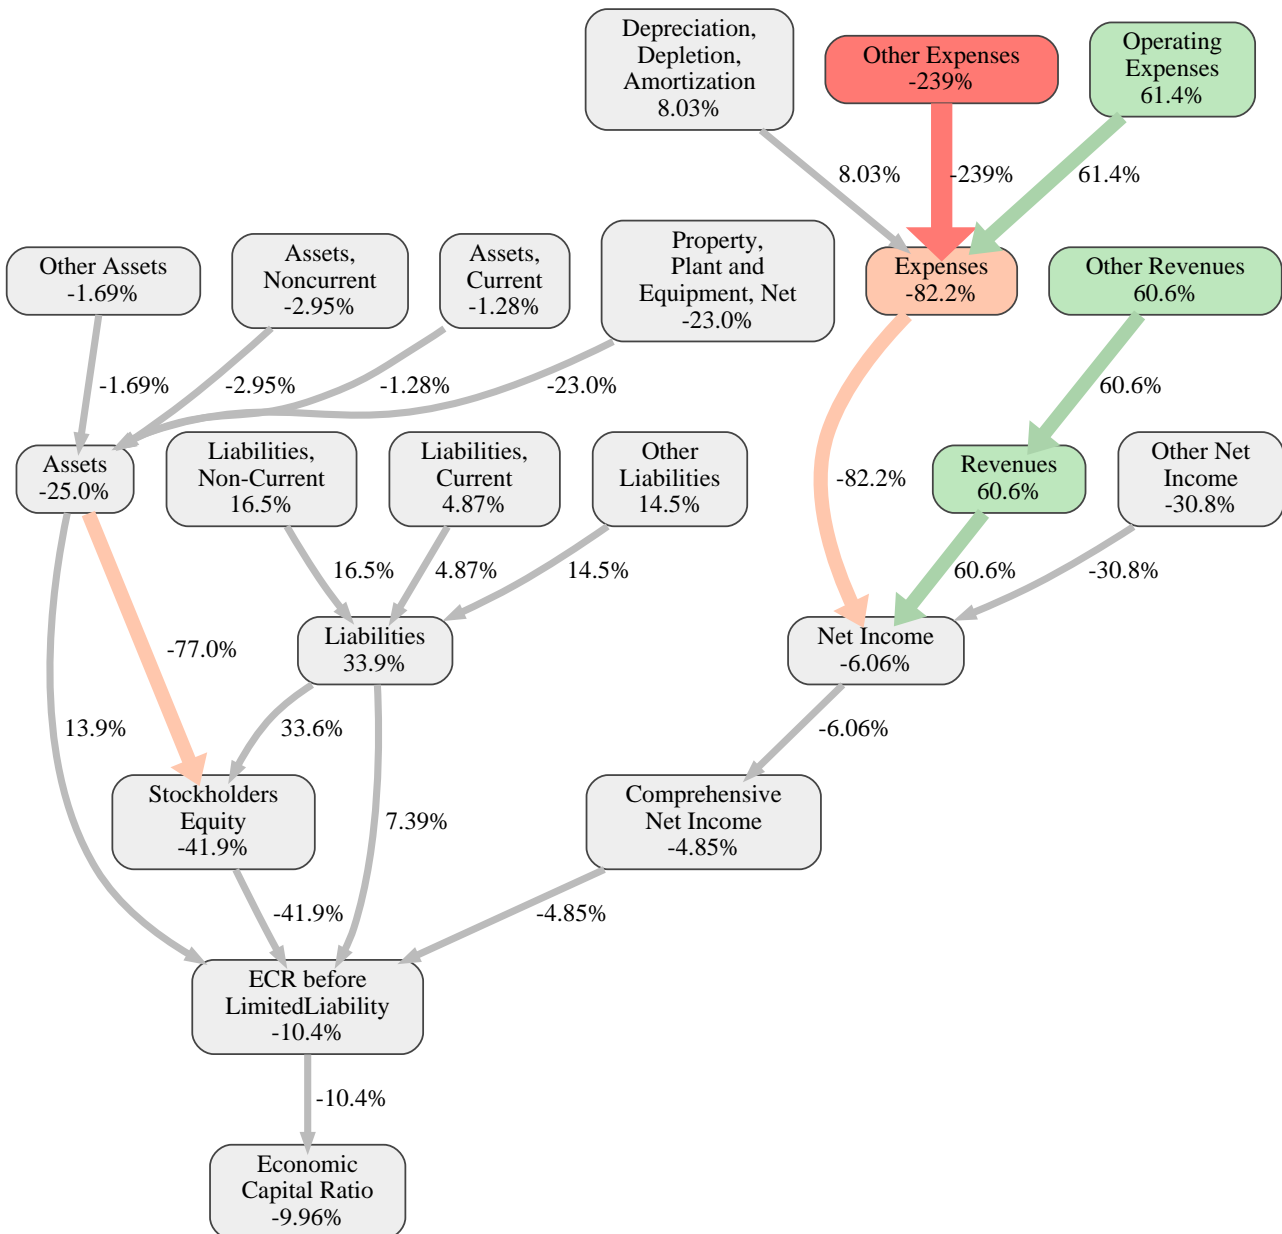 Depreciation,
Depletion,
Amortization
8.03%
Other Expenses
-239%
Operating
Expenses
61.4%
8.03%
-239%
61.4%
Other Assets
-1.69%
Assets,
Noncurrent
-2.95%
Assets,
Current
-1.28%
Property,
Plant and
Equipment, Net
-23.0%
Expenses
-82.2%
Other Revenues
60.6%
-1.69%
-2.95%
-1.28%
-23.0%
60.6%
Assets
-25.0%
Liabilities,
Non-Current
16.5%
Liabilities,
Current
4.87%
Other
Liabilities
14.5%
-82.2%
Revenues
60.6%
Other Net
Income
-30.8%
16.5%
4.87%
14.5%
60.6%
-30.8%
-77.0%
Liabilities
33.9%
Net Income
-6.06%
13.9%
33.6%
-6.06%
Stockholders
Equity
-41.9%
7.39%
Comprehensive
Net Income
-4.85%
-41.9%
-4.85%
ECR before
LimitedLiability
-10.4%
-10.4%
Economic
Capital Ratio
-9.96%